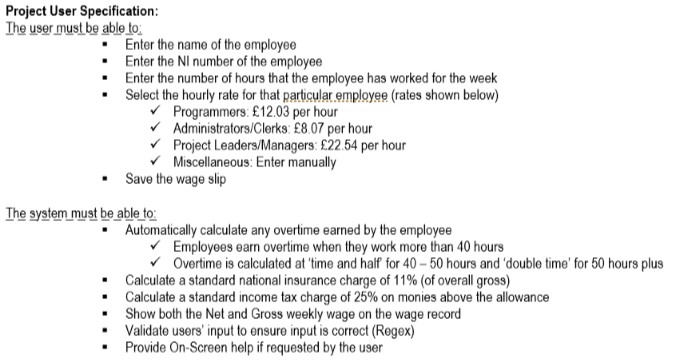 Project User Specification:
The user must be able to:
▪ Enter the name of the employee
▪ Enter the NI number of the employee
▪ Enter the number of hours that the employee has worked for the week
▪ Select the hourly rate for that particular employee (rates shown below)
✓ Programmers: £12.03 per hour
✓ Administrators/Clerks: £8.07 per hour
✓ Project Leaders/Managers: £22.54 per hour
✓ Miscellaneous: Enter manually
▪ Save the wage slip
The system must be able to:
▪ Automatically calculate any overtime earned by the employee
✓ Employees earn overtime when they work more than 40 hours
✓ Overtime is calculated at 'time and half' for 40 – 50 hours and 'double time' for 50 hours plus
▪ Calculate a standard national insurance charge of 11% (of overall gross)
▪ Calculate a standard income tax charge of 25% on monies above the allowance
▪ Show both the Net and Gross weekly wage on the wage record
▪ Validate users' input to ensure input is correct (Regex)
▪ Provide On-Screen help if requested by the user